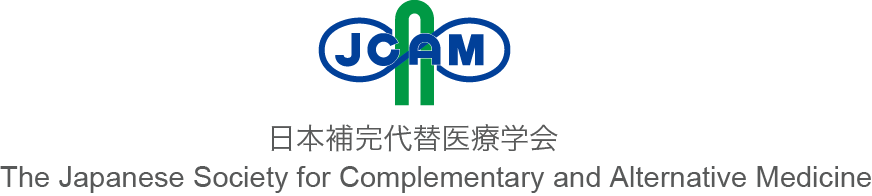 JCAM
日本補完代替医療学会
The Japanese Society for Complementary and Alternative Medicine